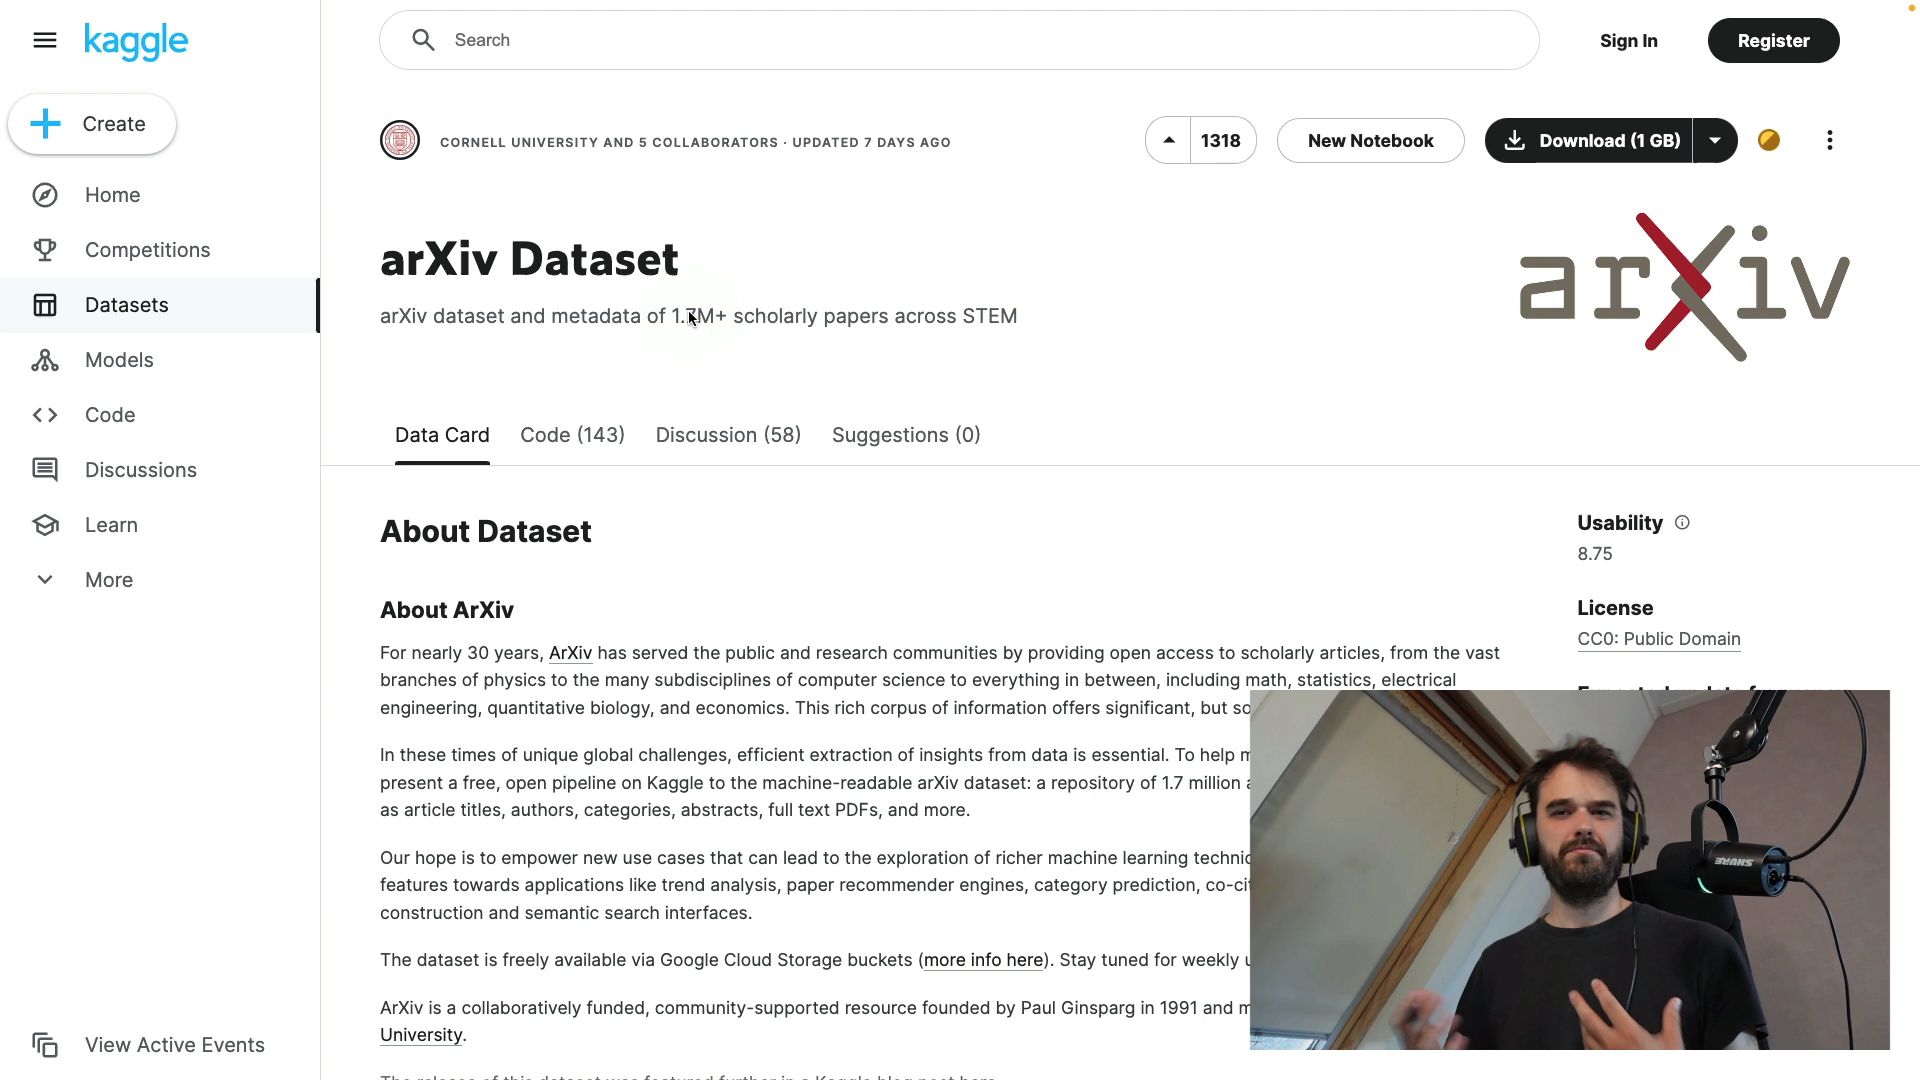 kaggle
Search
Sign In
Register
Create
CORNELL UNIVERSITY AND 5 COLLABORATORS · UPDATED 7 DAYS AGO
1318
New Notebook
Download (1 GB)
Home
Competitions
Datasets
Models
Code
Discussions
Learn
More
View Active Events
arXiv Dataset
arXiv dataset and metadata of 1.7M+ scholarly papers across STEM
arXiv
Data Card
Code (143)
Discussion (58)
Suggestions (0)
About Dataset
About ArXiv
For nearly 30 years, ArXiv has served the public and research communities by providing open access to scholarly articles, from the vast
branches of physics to the many subdisciplines of computer science to everything in between, including math, statistics, electrical
engineering, quantitative biology, and economics. This rich corpus of information offers significant, but
In these times of unique global challenges, efficient extraction of insights from data is essential. To help
present a free, open pipeline on Kaggle to the machine-readable arXiv dataset: a repository of 1.7 million
as article titles, authors, categories, abstracts, full text PDFs, and more.
Our hope is to empower new use cases that can lead to the exploration of richer machine learning
features towards applications like trend analysis, paper recommender engines, category prediction,
construction and semantic search interfaces.
The dataset is freely available via Google Cloud Storage buckets (more info here). Stay tuned for weekly
ArXiv is a collaboratively funded, community-supported resource founded by Paul Ginsparg in 1991 and
University.
Usability
8.75
License
CC0: Public Domain
SHURE